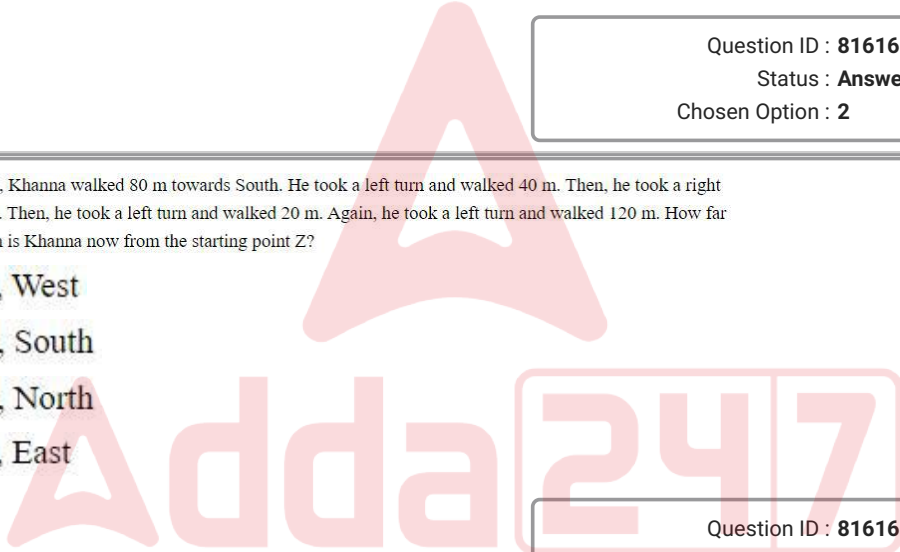 Question ID : 81616
Status : Answe
Chosen Option : 2
, Khanna walked 80 m towards South. He took a left turn and walked 40 m. Then, he took a right
. Then, he took a left turn and walked 20 m. Again, he took a left turn and walked 120 m. How far
is Khanna now from the starting point Z?
, West
, South
, North
, East
Adda247
Question ID : 81616